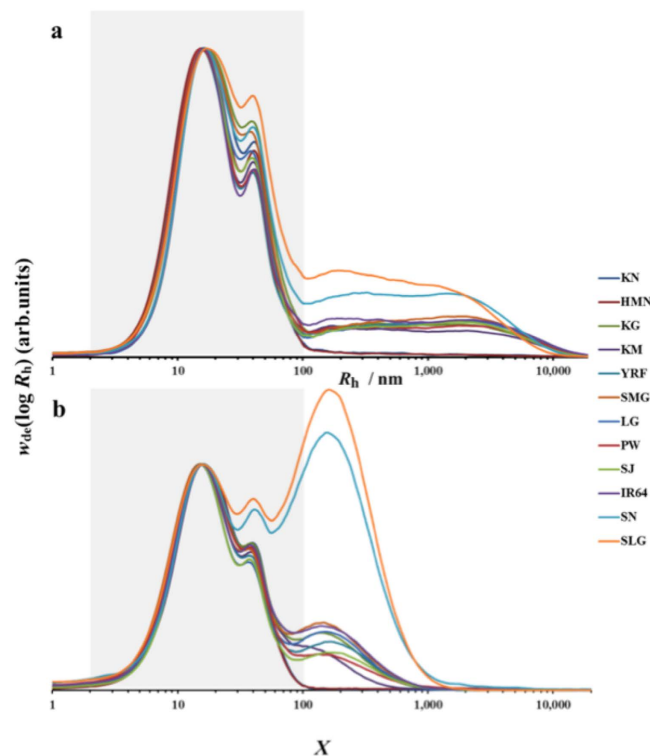 a
w_de(log R_h) (arb.units)
1
10
100
R_h / nm
1,000
10,000
b
1
10
100
1,000
10,000
X
KN
HMN
KG
KM
YRF
SMG
LG
PW
SJ
IR64
SN
SLG